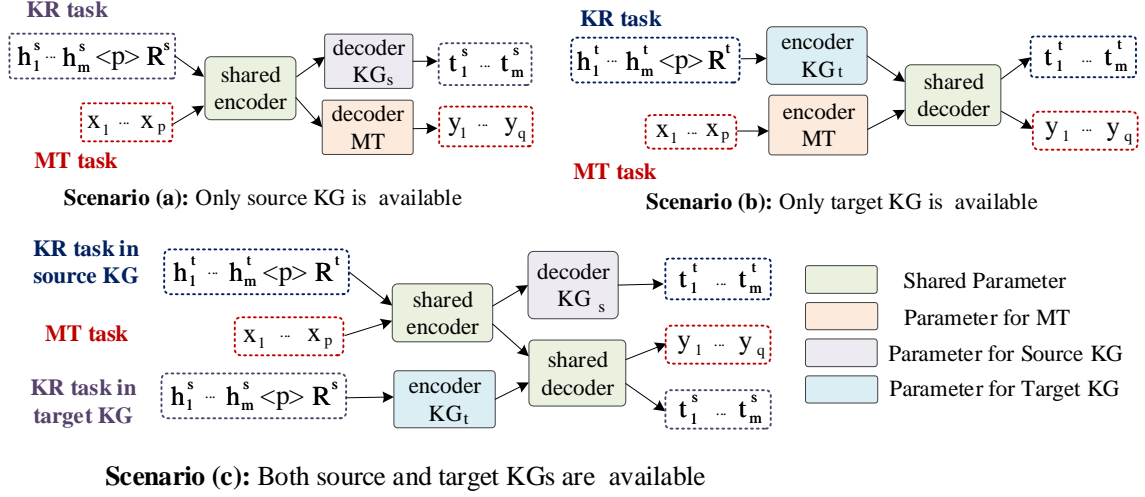 KR task
h₁ˢ ... hₘˢ <p> Rˢ
shared
encoder
decoder
KGₛ
t₁ˢ ... tₘˢ
x₁ ... xₚ
decoder
MT
y₁ ... y_q
MT task
Scenario (a): Only source KG is available
KR task
h₁ᵗ ... hₘᵗ <p> Rᵗ
encoder
KGₜ
shared
decoder
t₁ᵗ ... tₘᵗ
x₁ ... xₚ
encoder
MT
y₁ ... y_q
MT task
Scenario (b): Only target KG is available
KR task in
source KG
h₁ᵗ ... hₘᵗ <p> Rᵗ
shared
encoder
decoder
KG ₛ
t₁ᵗ ... tₘᵗ
MT task
x₁ ... xₚ
shared
decoder
y₁ ... y_q
KR task in
target KG
h₁ˢ ... hₘˢ <p> Rˢ
encoder
KGₜ
t₁ˢ ... tₘˢ
Shared Parameter
Parameter for MT
Parameter for Source KG
Parameter for Target KG
Scenario (c): Both source and target KGs are available